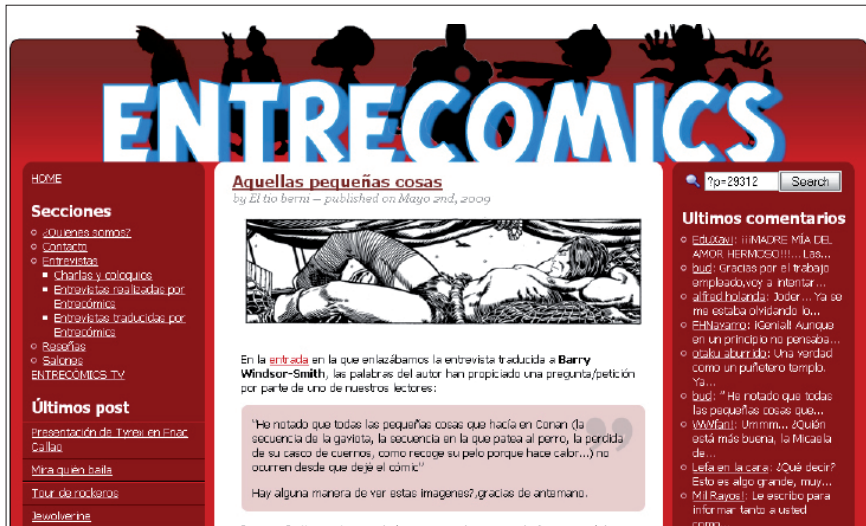 ENTRECOMICS
HOME
Secciones
¿Quiénes somos?
Contacto
Entrevistas
Charlas y coloquios
Entrevistas realizadas por
Entrecómics
Entrevistas traducidas por
Entrecómics
Reseñas
Salones
ENTRECÓMICS TV
Últimos post
Presentación de Tyrex en Fnac
Callao
Mira quién baila
Tour de rockeros
Jewolverine
Aquellas pequeñas cosas
by El tio berni — published on Mayo 2nd, 2009
En la entrada en la que enlazábamos la entrevista traducida a Barry
Windsor-Smith, las palabras del autor han propiciado una pregunta/petición
por parte de uno de nuestros lectores:
"He notado que todas las pequeñas cosas que hacía en Conan (la
secuencia de la gaviota, la secuencia en la que patea al perro, la perdida
de su casco de cuernos, como recoge su pelo porque hace calor...) no
ocurren desde que dejé el cómic"
Hay alguna manera de ver estas imagenes?,gracias de antemano.
?p=29312 Search
Ultimos comentarios
EduXavi: ¡¡¡MADRE MÍA DEL
AMOR HERMOSO!!!... Las...
bud: Gracias por el trabajo
empleado,voy a intentar...
alfred holanda: Joder... Ya se
me estaba olvidando lo...
FHNavarro: ¡Genial! Aunque
en un principio no pensaba...
otaku aburrido: Una verdad
como un puñetero templo.
Ya...
bud: "He notado que todas
las pequeñas cosas que...
WWfan!: Ummm... ¿Quién
está más buena, la Micaela
de...
Lefa en la cara: ¿Qué decir?
Esto es algo grande, muy...
Mil Rayos!: Le escribo para
informar tanto a usted
como...